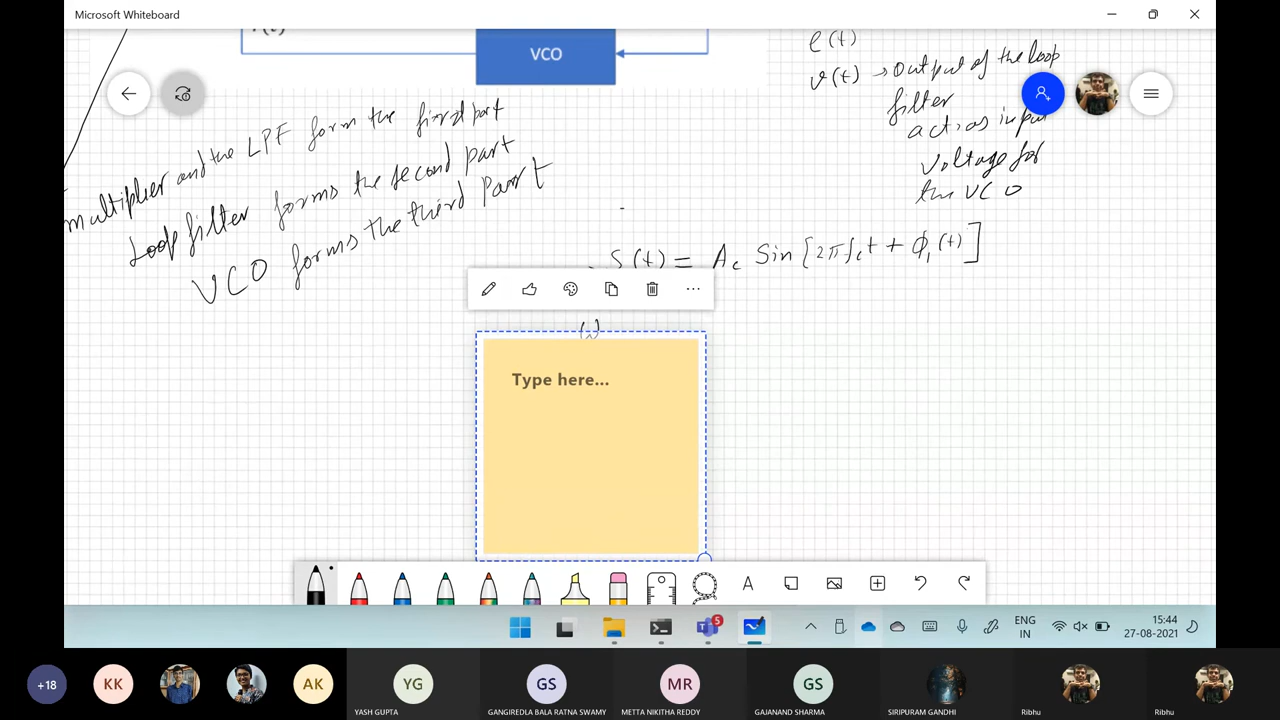 Microsoft Whiteboard
VCO
e(t)
v(t) → Output of the loop
filter
act as input
voltage for
the VCO
multiplier and the LPF form the first part
Loop filter forms the second part
VCO forms the third part
S(t) = Ac Sin [2πfct + φ1(t)]
Type here...
A
5
ENG
IN
15:44
27-08-2021
+18
KK
AK
YG
YASH GUPTA
GS
GANGIREDLA BALA RATNA SWAMY
MR
METTA NIKITHA REDDY
GS
GAJANAND SHARMA
SIRIPURAM GANDHI
Ribhu
Ribhu